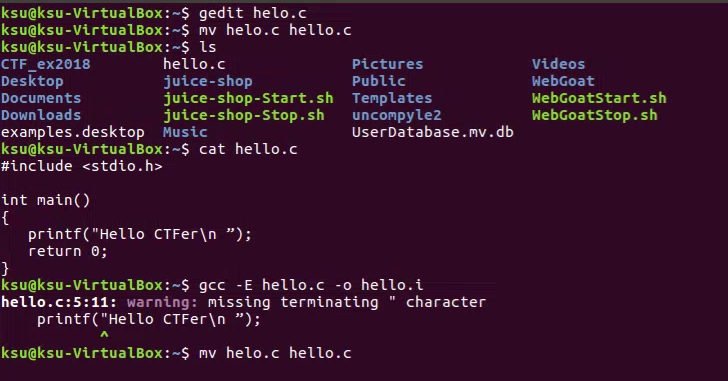 ksu@ksu-VirtualBox:~$ gedit helo.c
ksu@ksu-VirtualBox:~$ mv helo.c hello.c
ksu@ksu-VirtualBox:~$ ls
CTF_ex2018 hello.c Pictures Videos
Desktop juice-shop Public WebGoat
Documents juice-shop-Start.sh Templates WebGoatStart.sh
Downloads juice-shop-Stop.sh uncompyle2 WebGoatStop.sh
examples.desktop Music UserDatabase.mv.db
ksu@ksu-VirtualBox:~$ cat hello.c
#include <stdio.h>
int main()
{
printf("Hello CTFer\n ”);
return 0;
}
ksu@ksu-VirtualBox:~$ gcc -E hello.c -o hello.i
hello.c:5:11: warning: missing terminating " character
printf("Hello CTFer\n ”);
^
ksu@ksu-VirtualBox:~$ mv helo.c hello.c